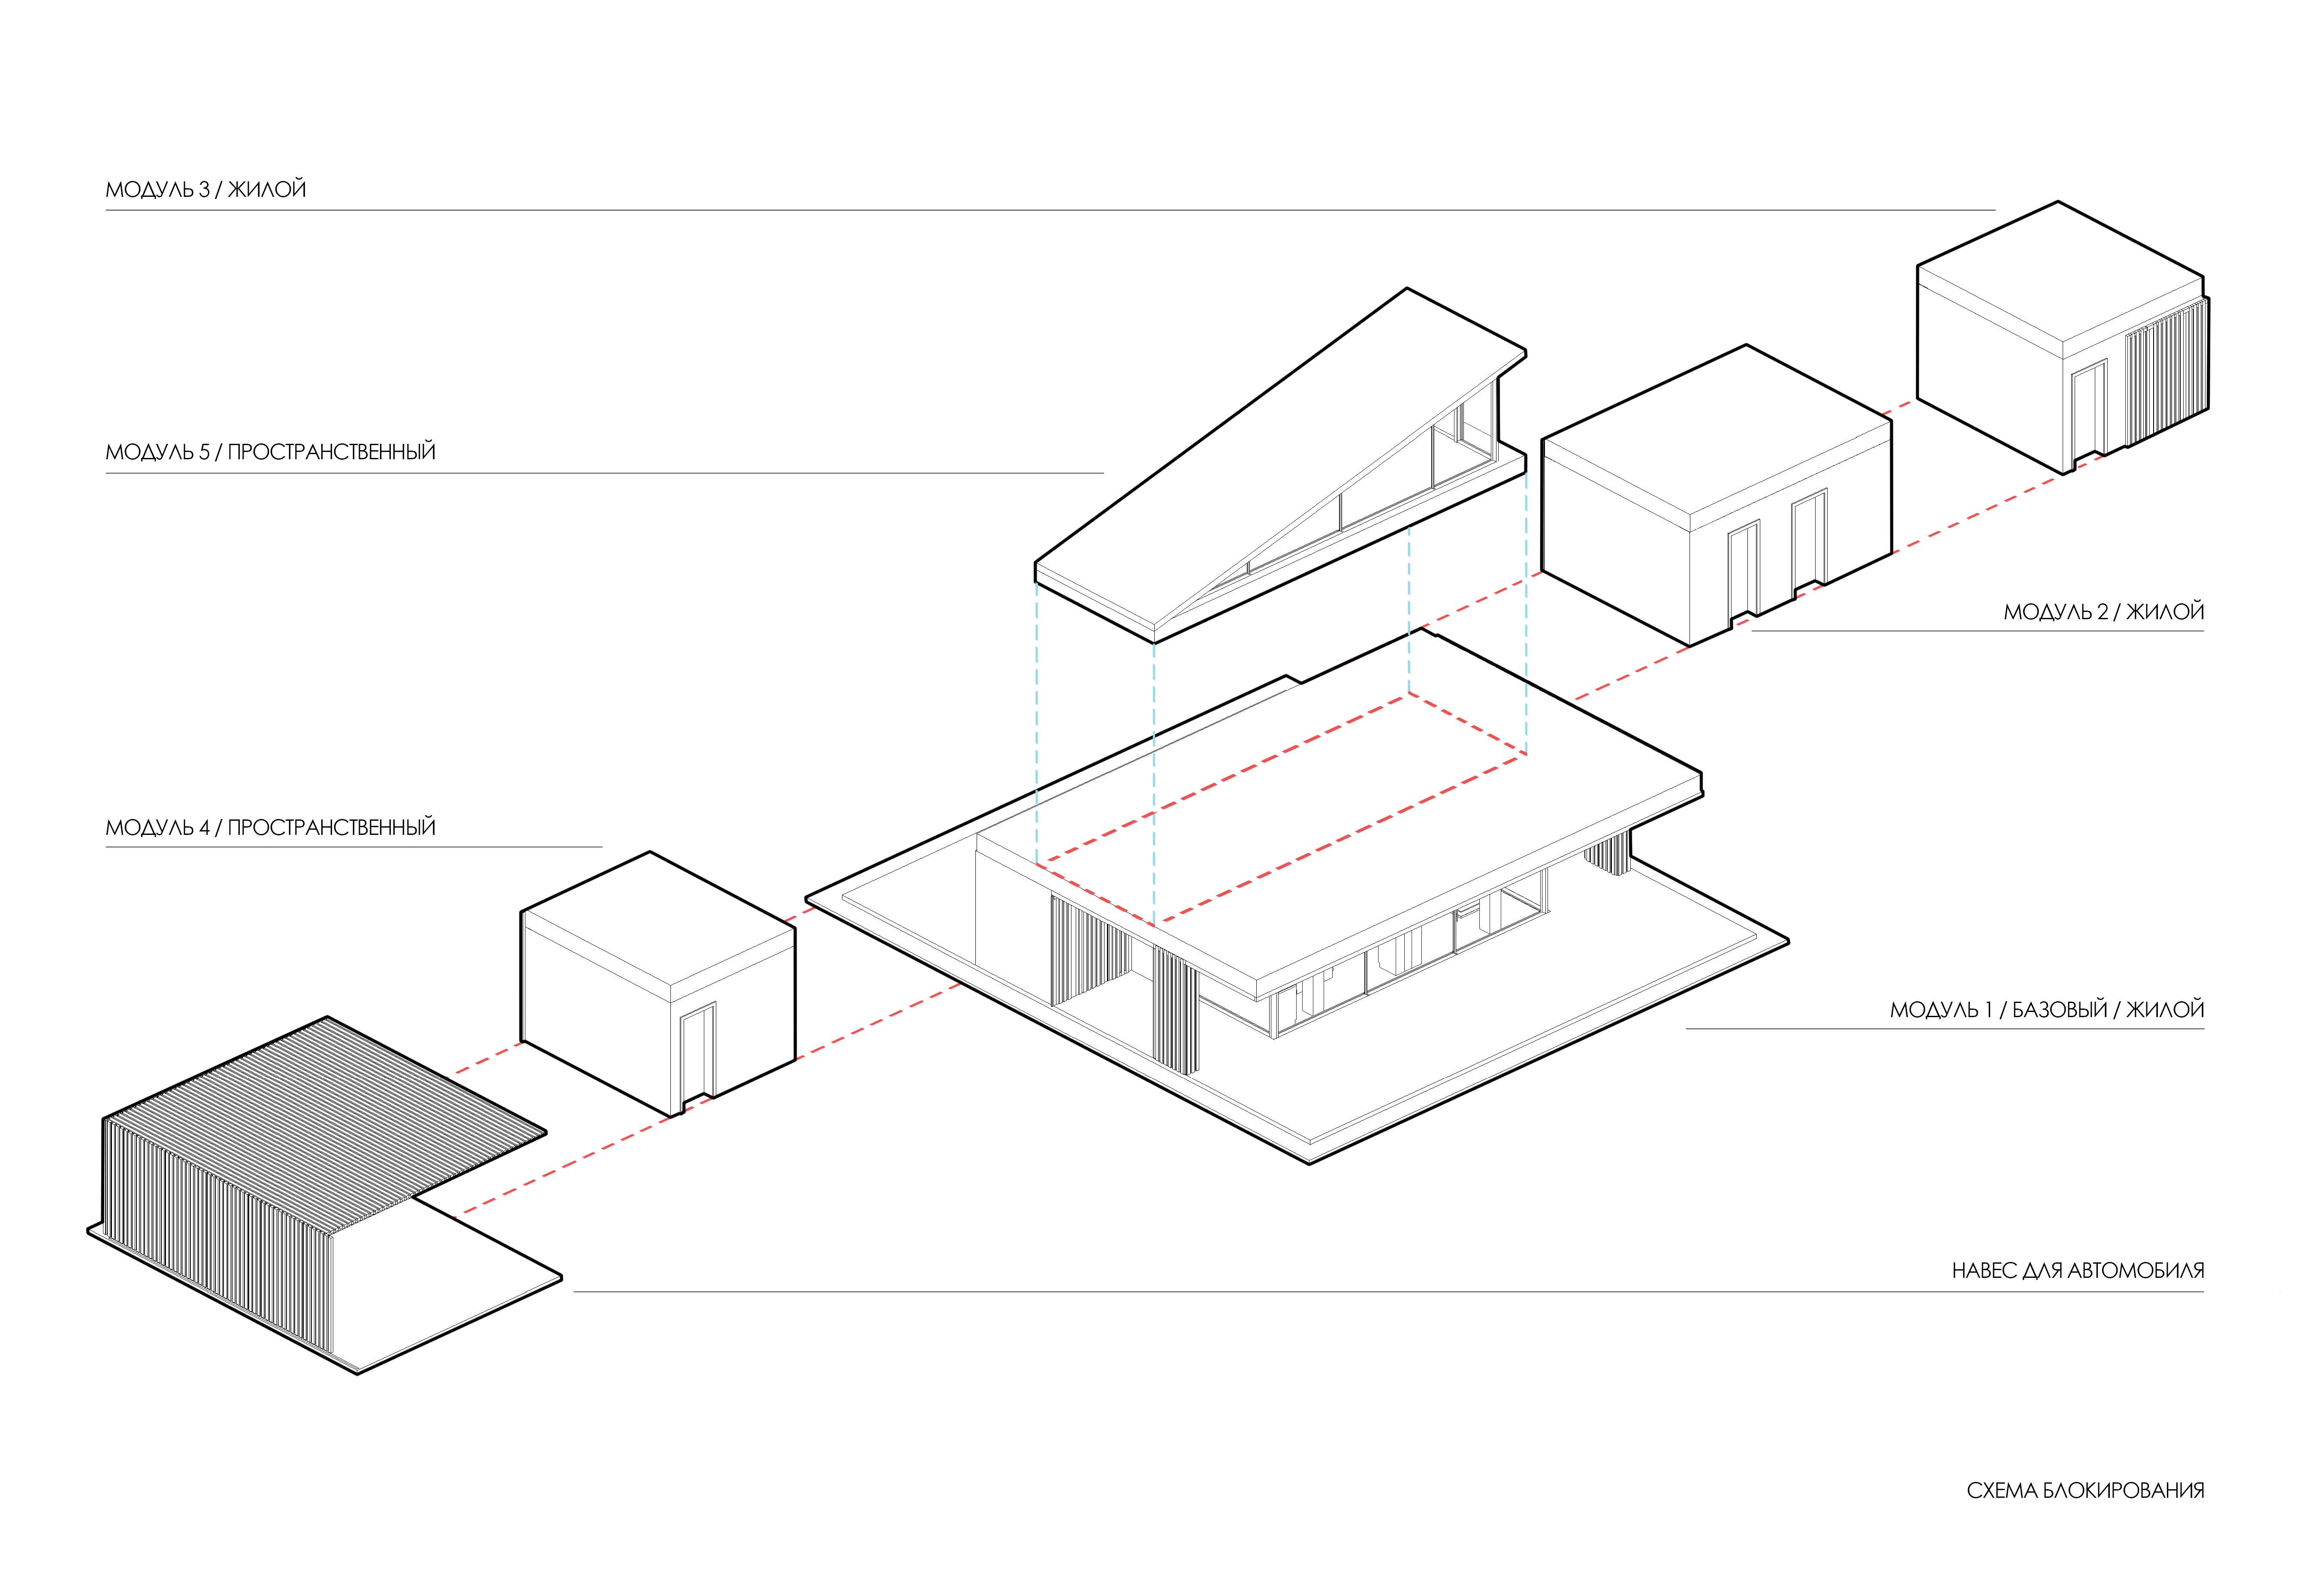 МОДУЛЬ 3 / ЖИЛОЙ
МОДУЛЬ 5 / ПРОСТРАНСТВЕННЫЙ
МОДУЛЬ 2 / ЖИЛОЙ
МОДУЛЬ 4 / ПРОСТРАНСТВЕННЫЙ
МОДУЛЬ 1 / БАЗОВЫЙ / ЖИЛОЙ
НАВЕС ДЛЯ АВТОМОБИЛЯ
СХЕМА БЛОКИРОВАНИЯ